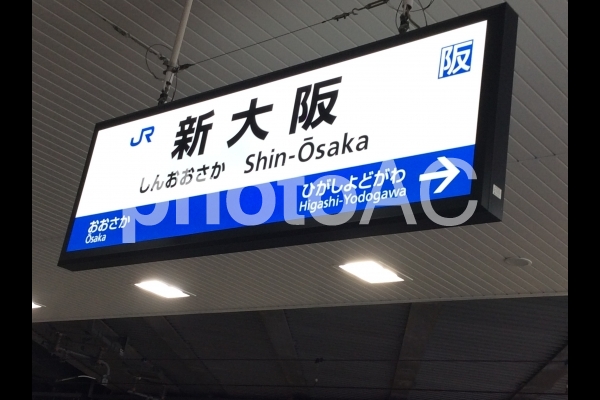 JR
阪
新大阪
しんおおさか Shin-Ōsaka
おおさか
Ōsaka
ひがしよどがわ
Higashi-Yodogawa
photoAC